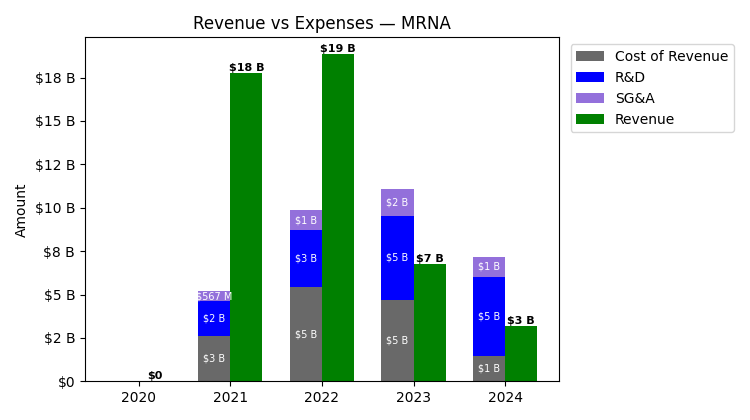 Revenue vs Expenses — MRNA
Amount
$18 B
$15 B
$12 B
$10 B
$8 B
$5 B
$2 B
$0
2020
2021
2022
2023
2024
$0
$18 B
$567 M
$2 B
$3 B
$19 B
$1 B
$3 B
$5 B
$7 B
$2 B
$5 B
$5 B
$3 B
$1 B
$5 B
$1 B
Cost of Revenue
R&D
SG&A
Revenue